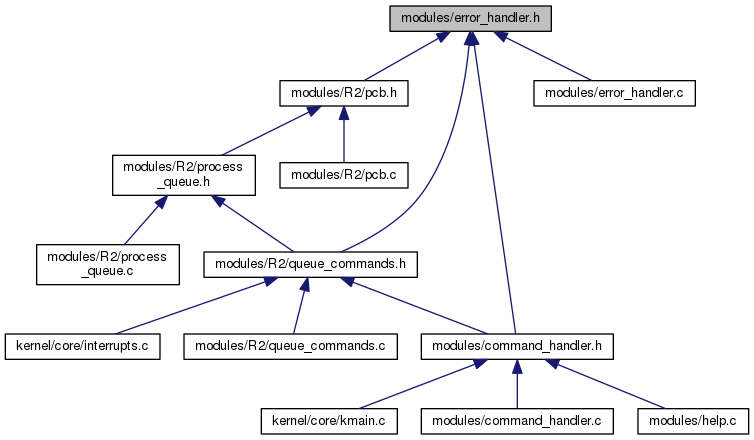 modules/error_handler.h
modules/R2/pcb.h
modules/error_handler.c
modules/R2/process
_queue.h
modules/R2/pcb.c
modules/R2/process
_queue.c
modules/R2/queue_commands.h
kernel/core/interrupts.c
modules/R2/queue_commands.c
modules/command_handler.h
kernel/core/kmain.c
modules/command_handler.c
modules/help.c